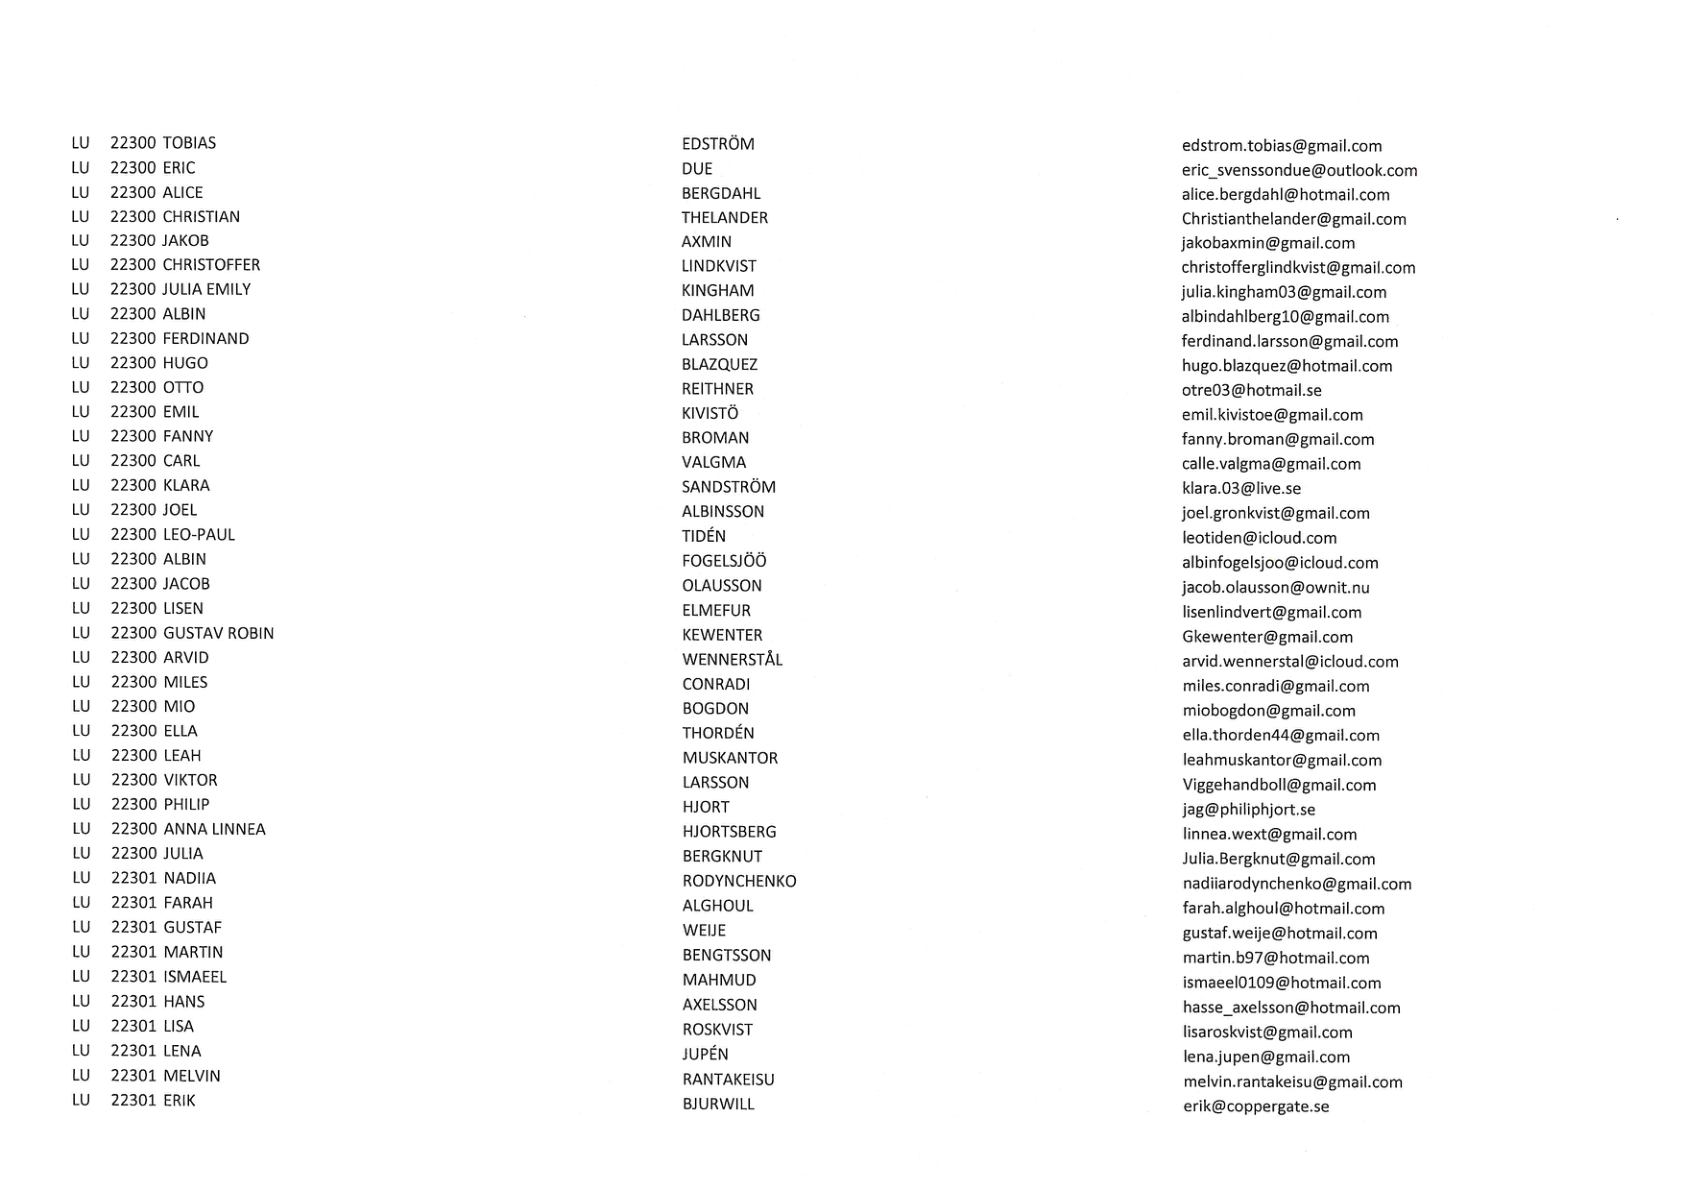 LU 22300 TOBIAS EDSTRÖM edstrom.tobias@gmail.com
LU 22300 ERIC DUE eric_svenssondue@outlook.com
LU 22300 ALICE BERGDAHL alice.bergdahl@hotmail.com
LU 22300 CHRISTIAN THELANDER Christianthelander@gmail.com
LU 22300 JAKOB AXMIN jakobaxmin@gmail.com
LU 22300 CHRISTOFFER LINDKVIST christofferglindkvist@gmail.com
LU 22300 JULIA EMILY KINGHAM julia.kingham03@gmail.com
LU 22300 ALBIN DAHLBERG albindahlberg10@gmail.com
LU 22300 FERDINAND LARSSON ferdinand.larsson@gmail.com
LU 22300 HUGO BLAZQUEZ hugo.blazquez@hotmail.com
LU 22300 OTTO REITHNER otre03@hotmail.se
LU 22300 EMIL KIVISTÖ emil.kivistoe@gmail.com
LU 22300 FANNY BROMAN fanny.broman@gmail.com
LU 22300 CARL VALGMA calle.valgma@gmail.com
LU 22300 KLARA SANDSTRÖM klara.03@live.se
LU 22300 JOEL ALBINSSON joel.gronkvist@gmail.com
LU 22300 LEO-PAUL TIDÉN leotiden@icloud.com
LU 22300 ALBIN FOGELSJÖÖ albinfogelsjoo@icloud.com
LU 22300 JACOB OLAUSSON jacob.olausson@ownit.nu
LU 22300 LISEN ELMEFUR lisenlindvert@gmail.com
LU 22300 GUSTAV ROBIN KEWENTER Gkewenter@gmail.com
LU 22300 ARVID WENNERSTÅL arvid.wennerstal@icloud.com
LU 22300 MILES CONRADI miles.conradi@gmail.com
LU 22300 MIO BOGDON miobogdon@gmail.com
LU 22300 ELLA THORDÉN ella.thorden44@gmail.com
LU 22300 LEAH MUSKANTOR leahmuskantor@gmail.com
LU 22300 VIKTOR LARSSON Viggehandboll@gmail.com
LU 22300 PHILIP HJORT jag@philiphjort.se
LU 22300 ANNA LINNEA HJORTSBERG linnea.wext@gmail.com
LU 22300 JULIA BERGKNUT Julia.Bergknut@gmail.com
LU 22301 NADIIA RODYNCHENKO nadiiarodynchenko@gmail.com
LU 22301 FARAH ALGHOUL farah.alghoul@hotmail.com
LU 22301 GUSTAF WEIJE gustaf.weije@hotmail.com
LU 22301 MARTIN BENGTSSON martin.b97@hotmail.com
LU 22301 ISMAEEL MAHMUD ismaeel0109@hotmail.com
LU 22301 HANS AXELSSON hasse_axelsson@hotmail.com
LU 22301 LISA ROSKVIST lisaroskvist@gmail.com
LU 22301 LENA JUPÉN lena.jupen@gmail.com
LU 22301 MELVIN RANTAKEISU melvin.rantakeisu@gmail.com
LU 22301 ERIK BJURWILL erik@coppergate.se